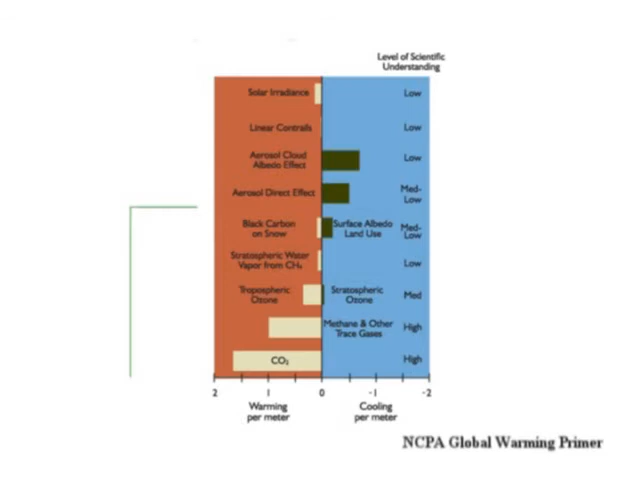 Level of Scientific
Understanding
Solar Irradiance
Low
Linear Contrails
Low
Aerosol Cloud
Albedo Effect
Low
Aerosol Direct Effect
Med-
Low
Black Carbon
on Snow
Surface Albedo
Land Use
Med-
Low
Stratospheric Water
Vapor from CH₄
Low
Tropospheric
Ozone
Stratospheric
Ozone
Med
Methane & Other
Trace Gases
High
CO₂
High
2 1 0 -1 -2
Warming
per meter
Cooling
per meter
NCPA Global Warming Primer